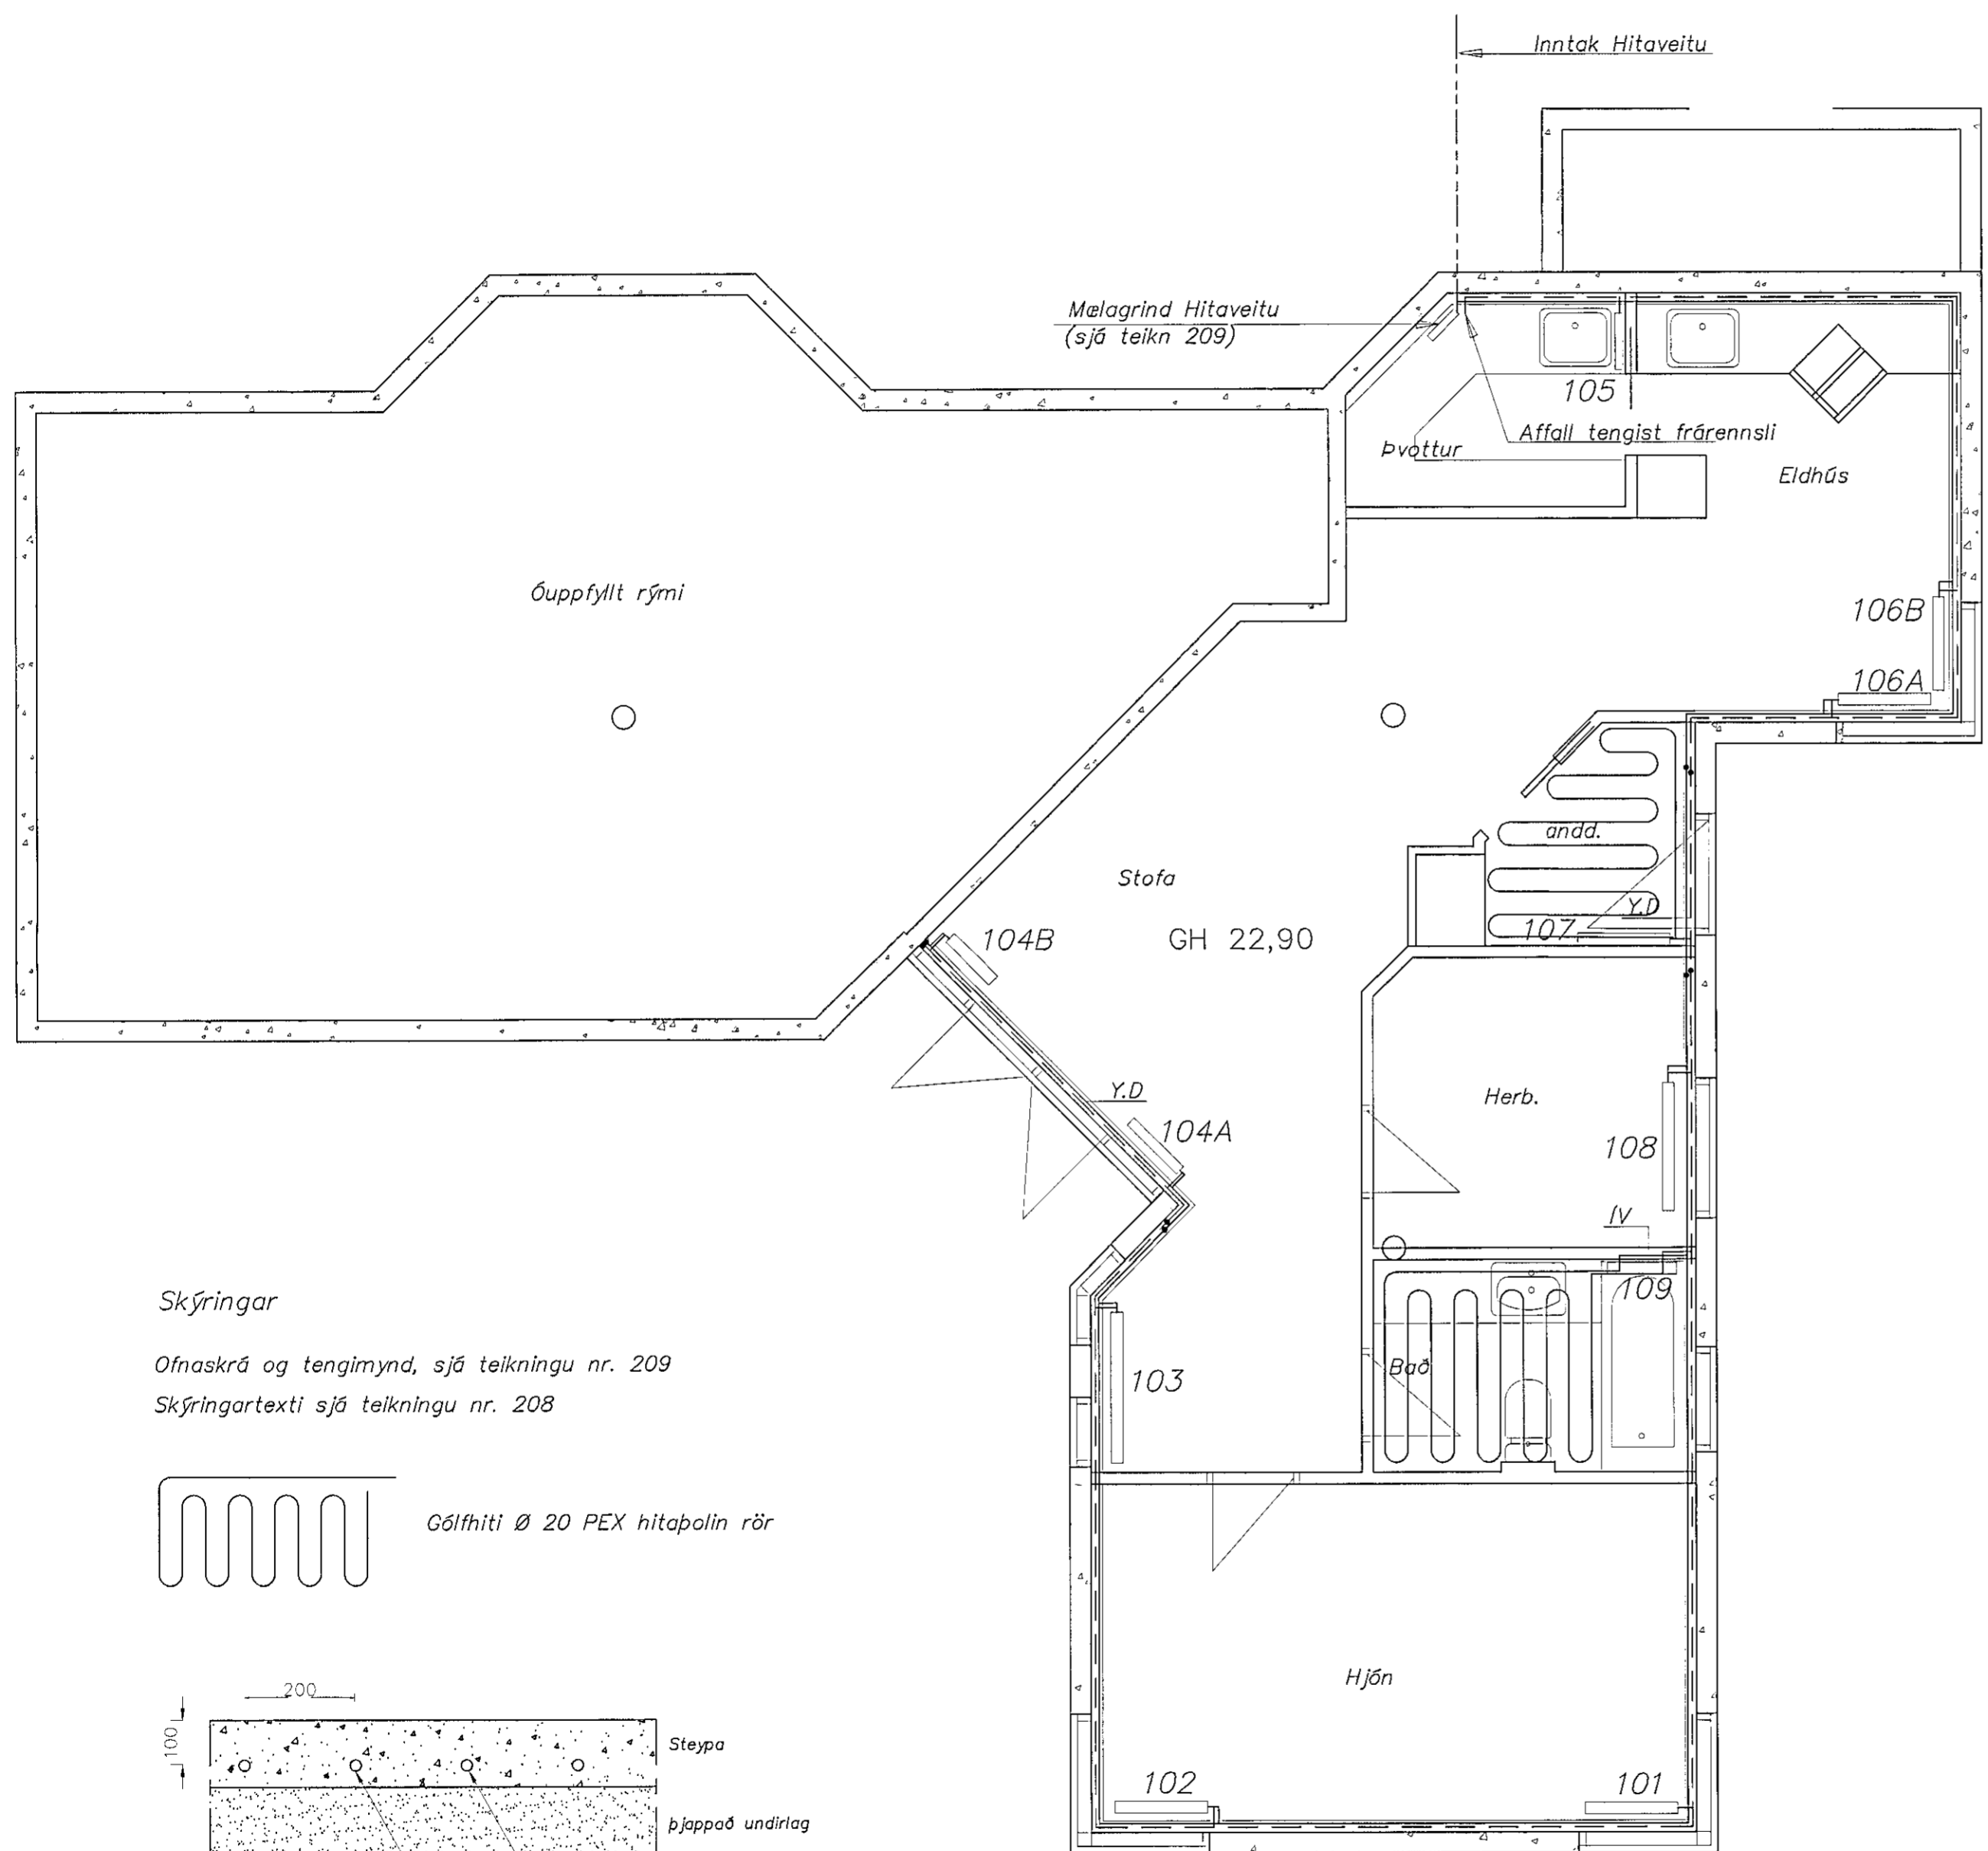 Inntak Hitaveitu
Mælagrind Hitaveitu
(sjá teikn 209)
105
Affall tengist frárennsli
Þvottur
Eldhús
Óuppfyllt rými
106B
106A
andd.
Stofa
Y.D
107
104B
GH 22,90
Y.D
Herb.
104A
108
IV
109
Skýringar
Ofnaskrá og tengimynd, sjá teikningu nr. 209
Bað
103
Skýringartexti sjá teikningu nr. 208
Gólfhiti Ø 20 PEX hitaþolin rör
Hjón
200
100
Steypa
102
101
þjappað undirlag